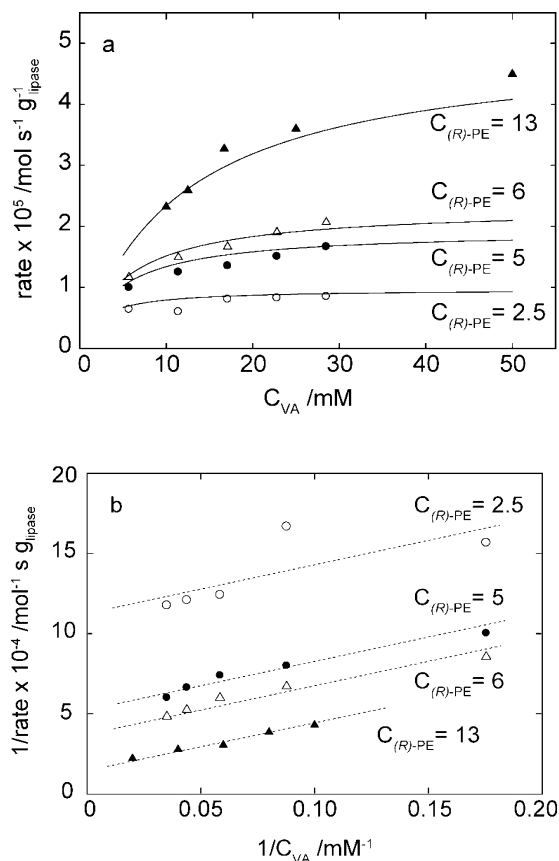 a
rate x 10⁵ /mol s⁻¹ g⁻¹lipase
5
4
3
2
1
0
C(R)-PE = 13
C(R)-PE = 6
C(R)-PE = 5
C(R)-PE = 2.5
0 10 20 30 40 50
C_VA /mM
b
1/rate x 10⁻⁴ /mol⁻¹ s g_lipase
20
15
10
5
0
C(R)-PE = 2.5
C(R)-PE = 5
C(R)-PE = 6
C(R)-PE = 13
0 0.05 0.10 0.15 0.20
1/C_VA /mM⁻¹